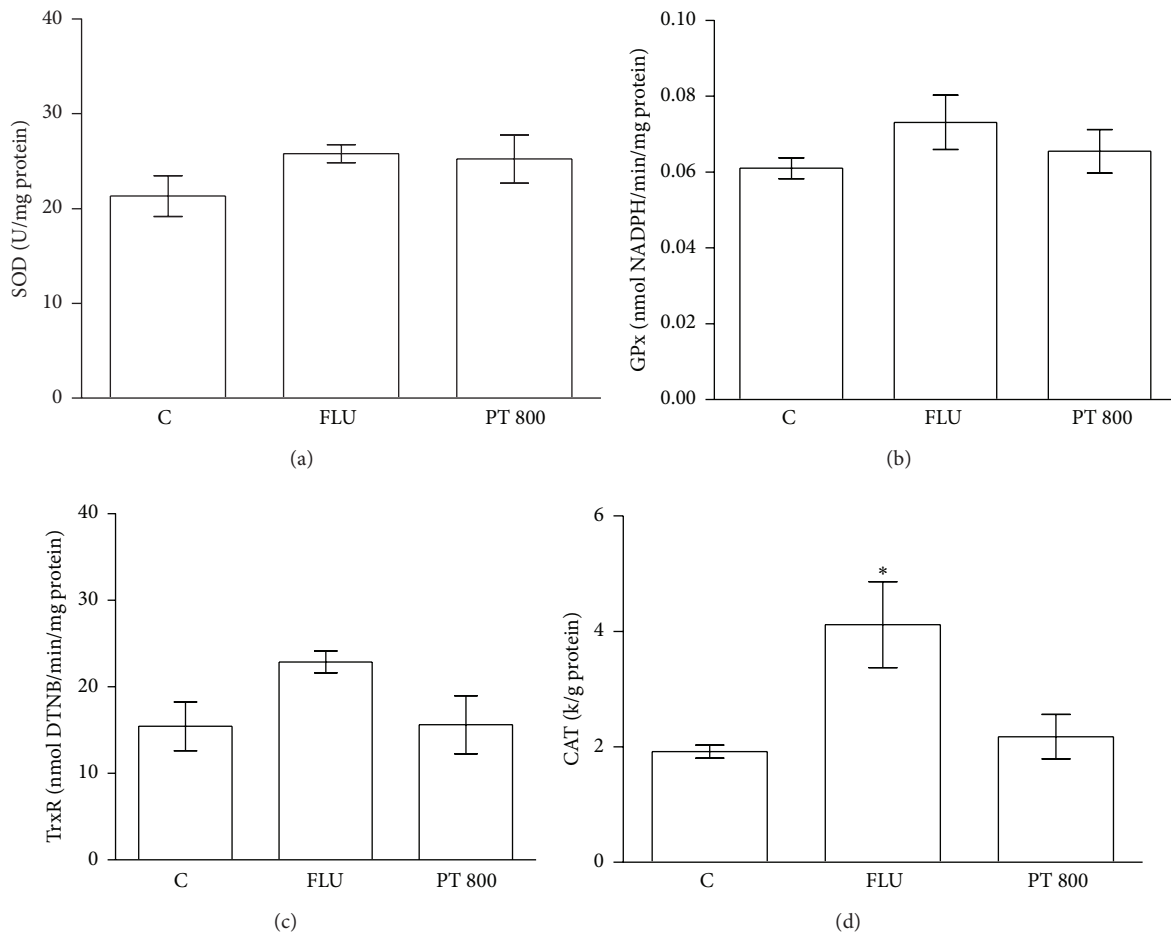 SOD (U/mg protein)
40
30
20
10
0
C FLU PT 800
(a)
GPx (nmol NADPH/min/mg protein)
0.10
0.08
0.06
0.04
0.02
0.00
C FLU PT 800
(b)
TrxR (nmol DTNB/min/mg protein)
40
30
20
10
0
C FLU PT 800
(c)
CAT (k/g protein)
6
4
2
0
*
C FLU PT 800
(d)